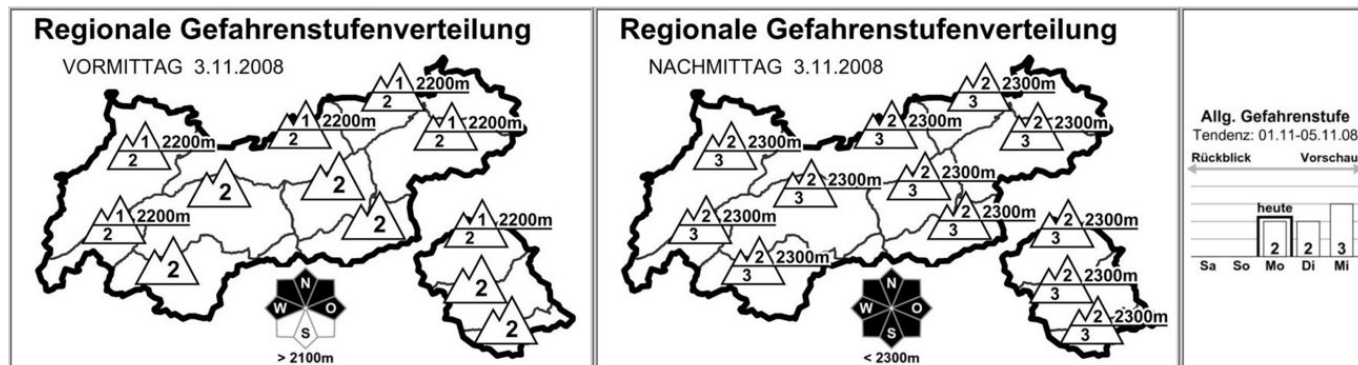 Regionale Gefahrenstufenverteilung
VORMITTAG 3.11.2008
1 2200m
2
1 2200m
2
1 2200m
2
1 2200m
2
2
2
1 2200m
2
2
1 2200m
2
2
2
2
N
W O
S
> 2100m
Regionale Gefahrenstufenverteilung
NACHMITTAG 3.11.2008
2 2300m
3
2 2300m
3
2 2300m
3
2 2300m
3
2 2300m
3
2 2300m
3
2 2300m
3
2 2300m
3
2 2300m
3
2 2300m
3
2 2300m
3
2 2300m
3
N
W O
S
< 2300m
Allg. Gefahrenstufe
Tendenz: 01.11-05.11.08
Rückblick Vorschau
heute
2 2 3
Sa So Mo Di Mi